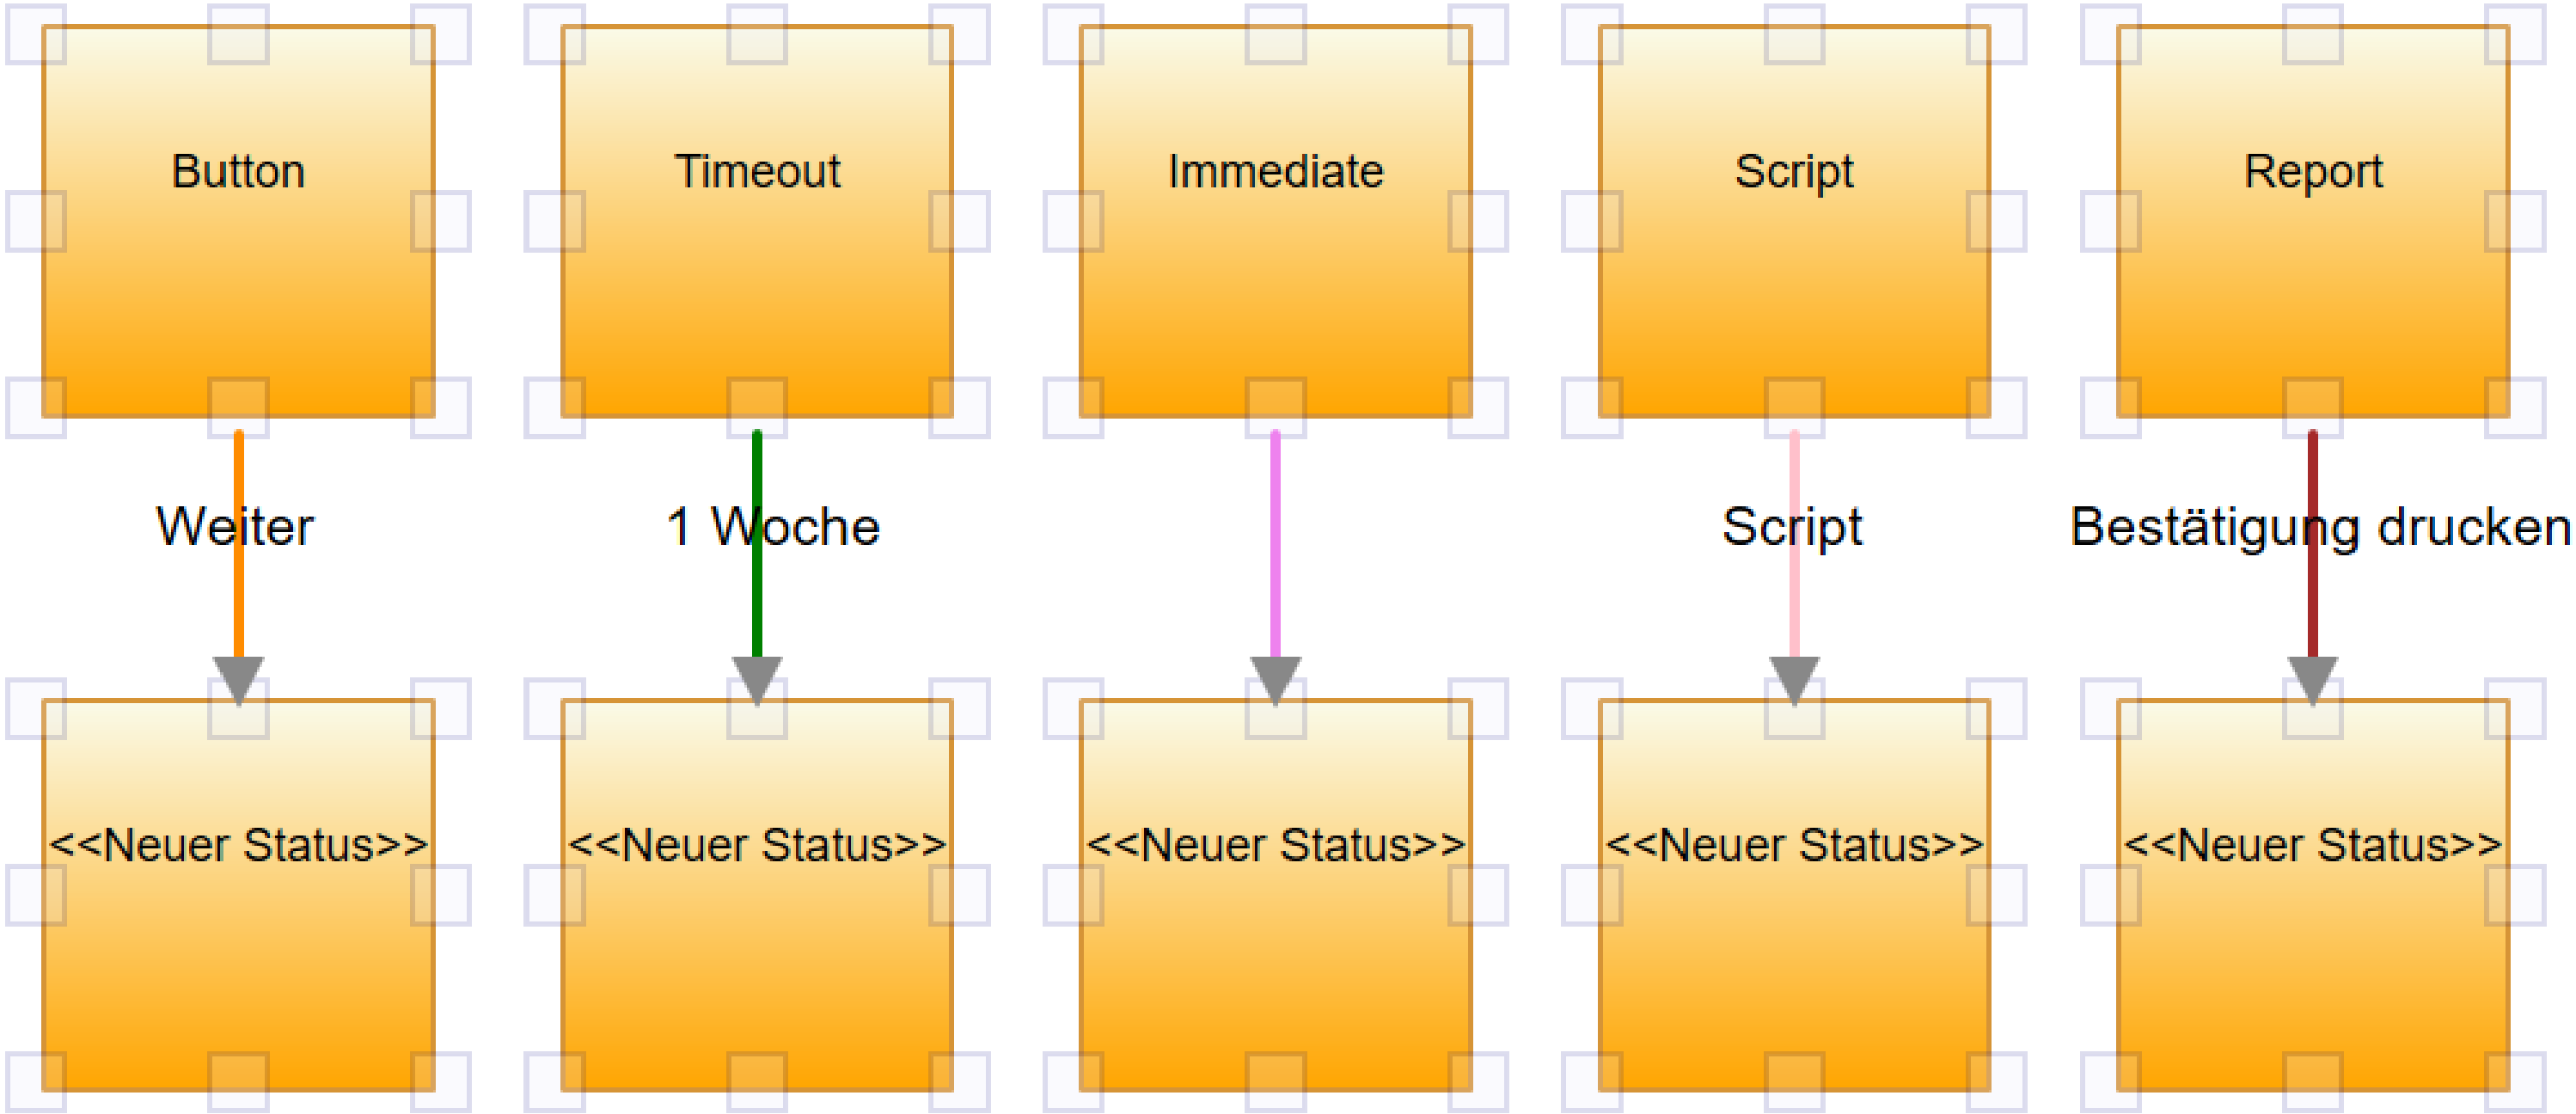 Button
Timeout
Immediate
Script
Report
Weiter
1 Woche
Script
Bestätigung drucken
<<Neuer Status>>
<<Neuer Status>>
<<Neuer Status>>
<<Neuer Status>>
<<Neuer Status>>